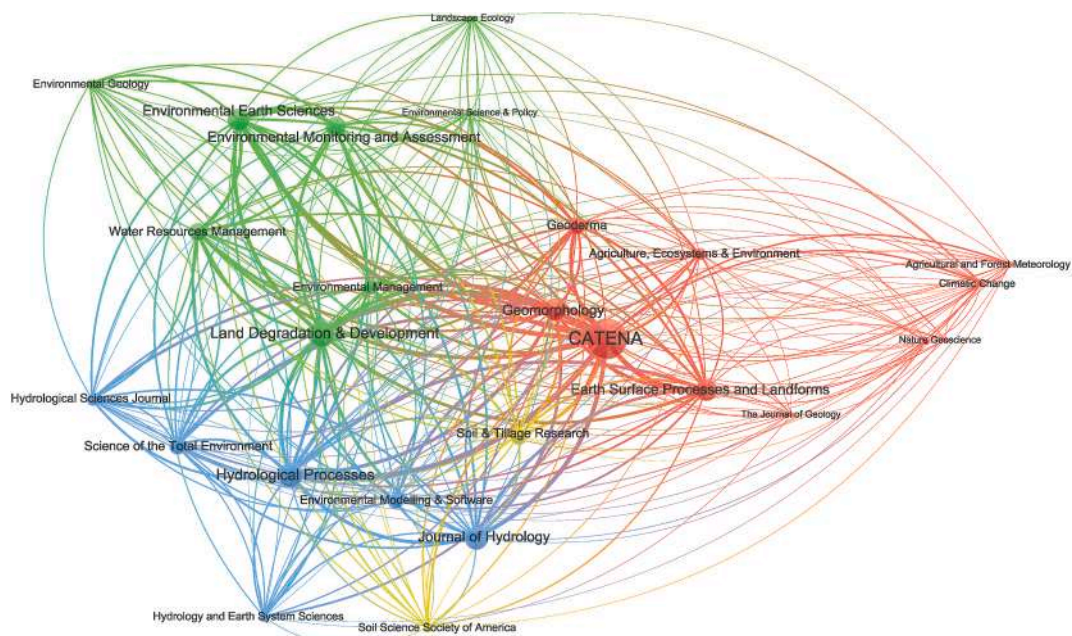 Landscape Ecology
Environmental Geology
Environmental Earth Sciences
Environmental Science & Policy
Environmental Monitoring and Assessment
Geoderma
Water Resources Management
Agriculture, Ecosystems & Environment
Agricultural and Forest Meteorology
Climatic Change
Environmental Management
Geomorphology
Land Degradation & Development
CATENA
Nature Geoscience
Earth Surface Processes and Landforms
Hydrological Sciences Journal
The Journal of Geology
Soil & Tillage Research
Science of the Total Environment
Hydrological Processes
Environmental Modelling & Software
Journal of Hydrology
Hydrology and Earth System Sciences
Soil Science Society of America